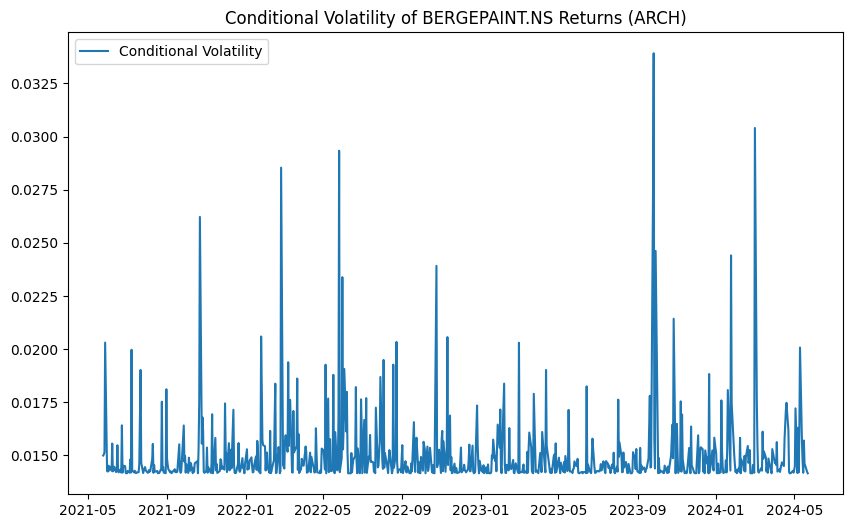 Conditional Volatility of BERGEPAINT.NS Returns (ARCH)
Conditional Volatility
0.0325
0.0300
0.0275
0.0250
0.0225
0.0200
0.0175
0.0150
2021-05 2021-09 2022-01 2022-05 2022-09 2023-01 2023-05 2023-09 2024-01 2024-05